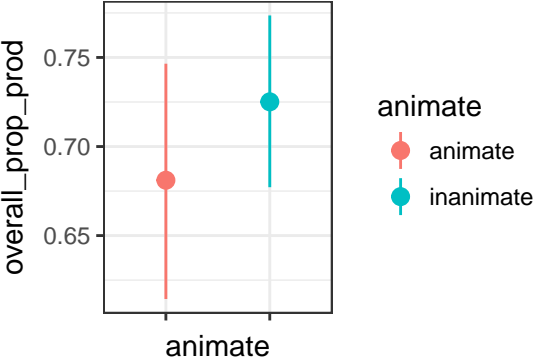 overall_prop_prod
0.75
0.70
0.65
animate
animate
animate
inanimate